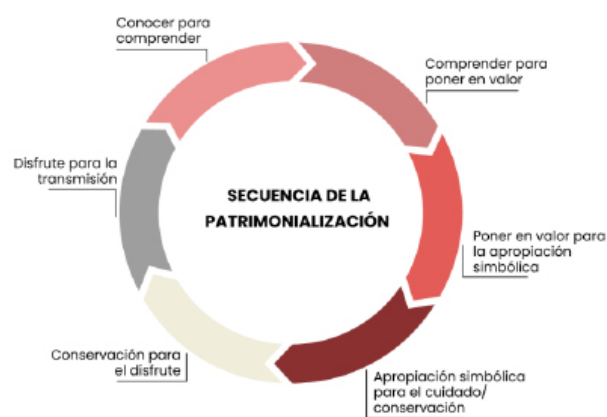 Conocer para
comprender
Comprender para
poner en valor
Poner en valor para
la apropiación
simbólica
Apropiación simbólica
para el cuidado/
conservación
Conservación para
el disfrute
Disfrute para la
transmisión
SECUENCIA DE LA
PATRIMONIALIZACIÓN